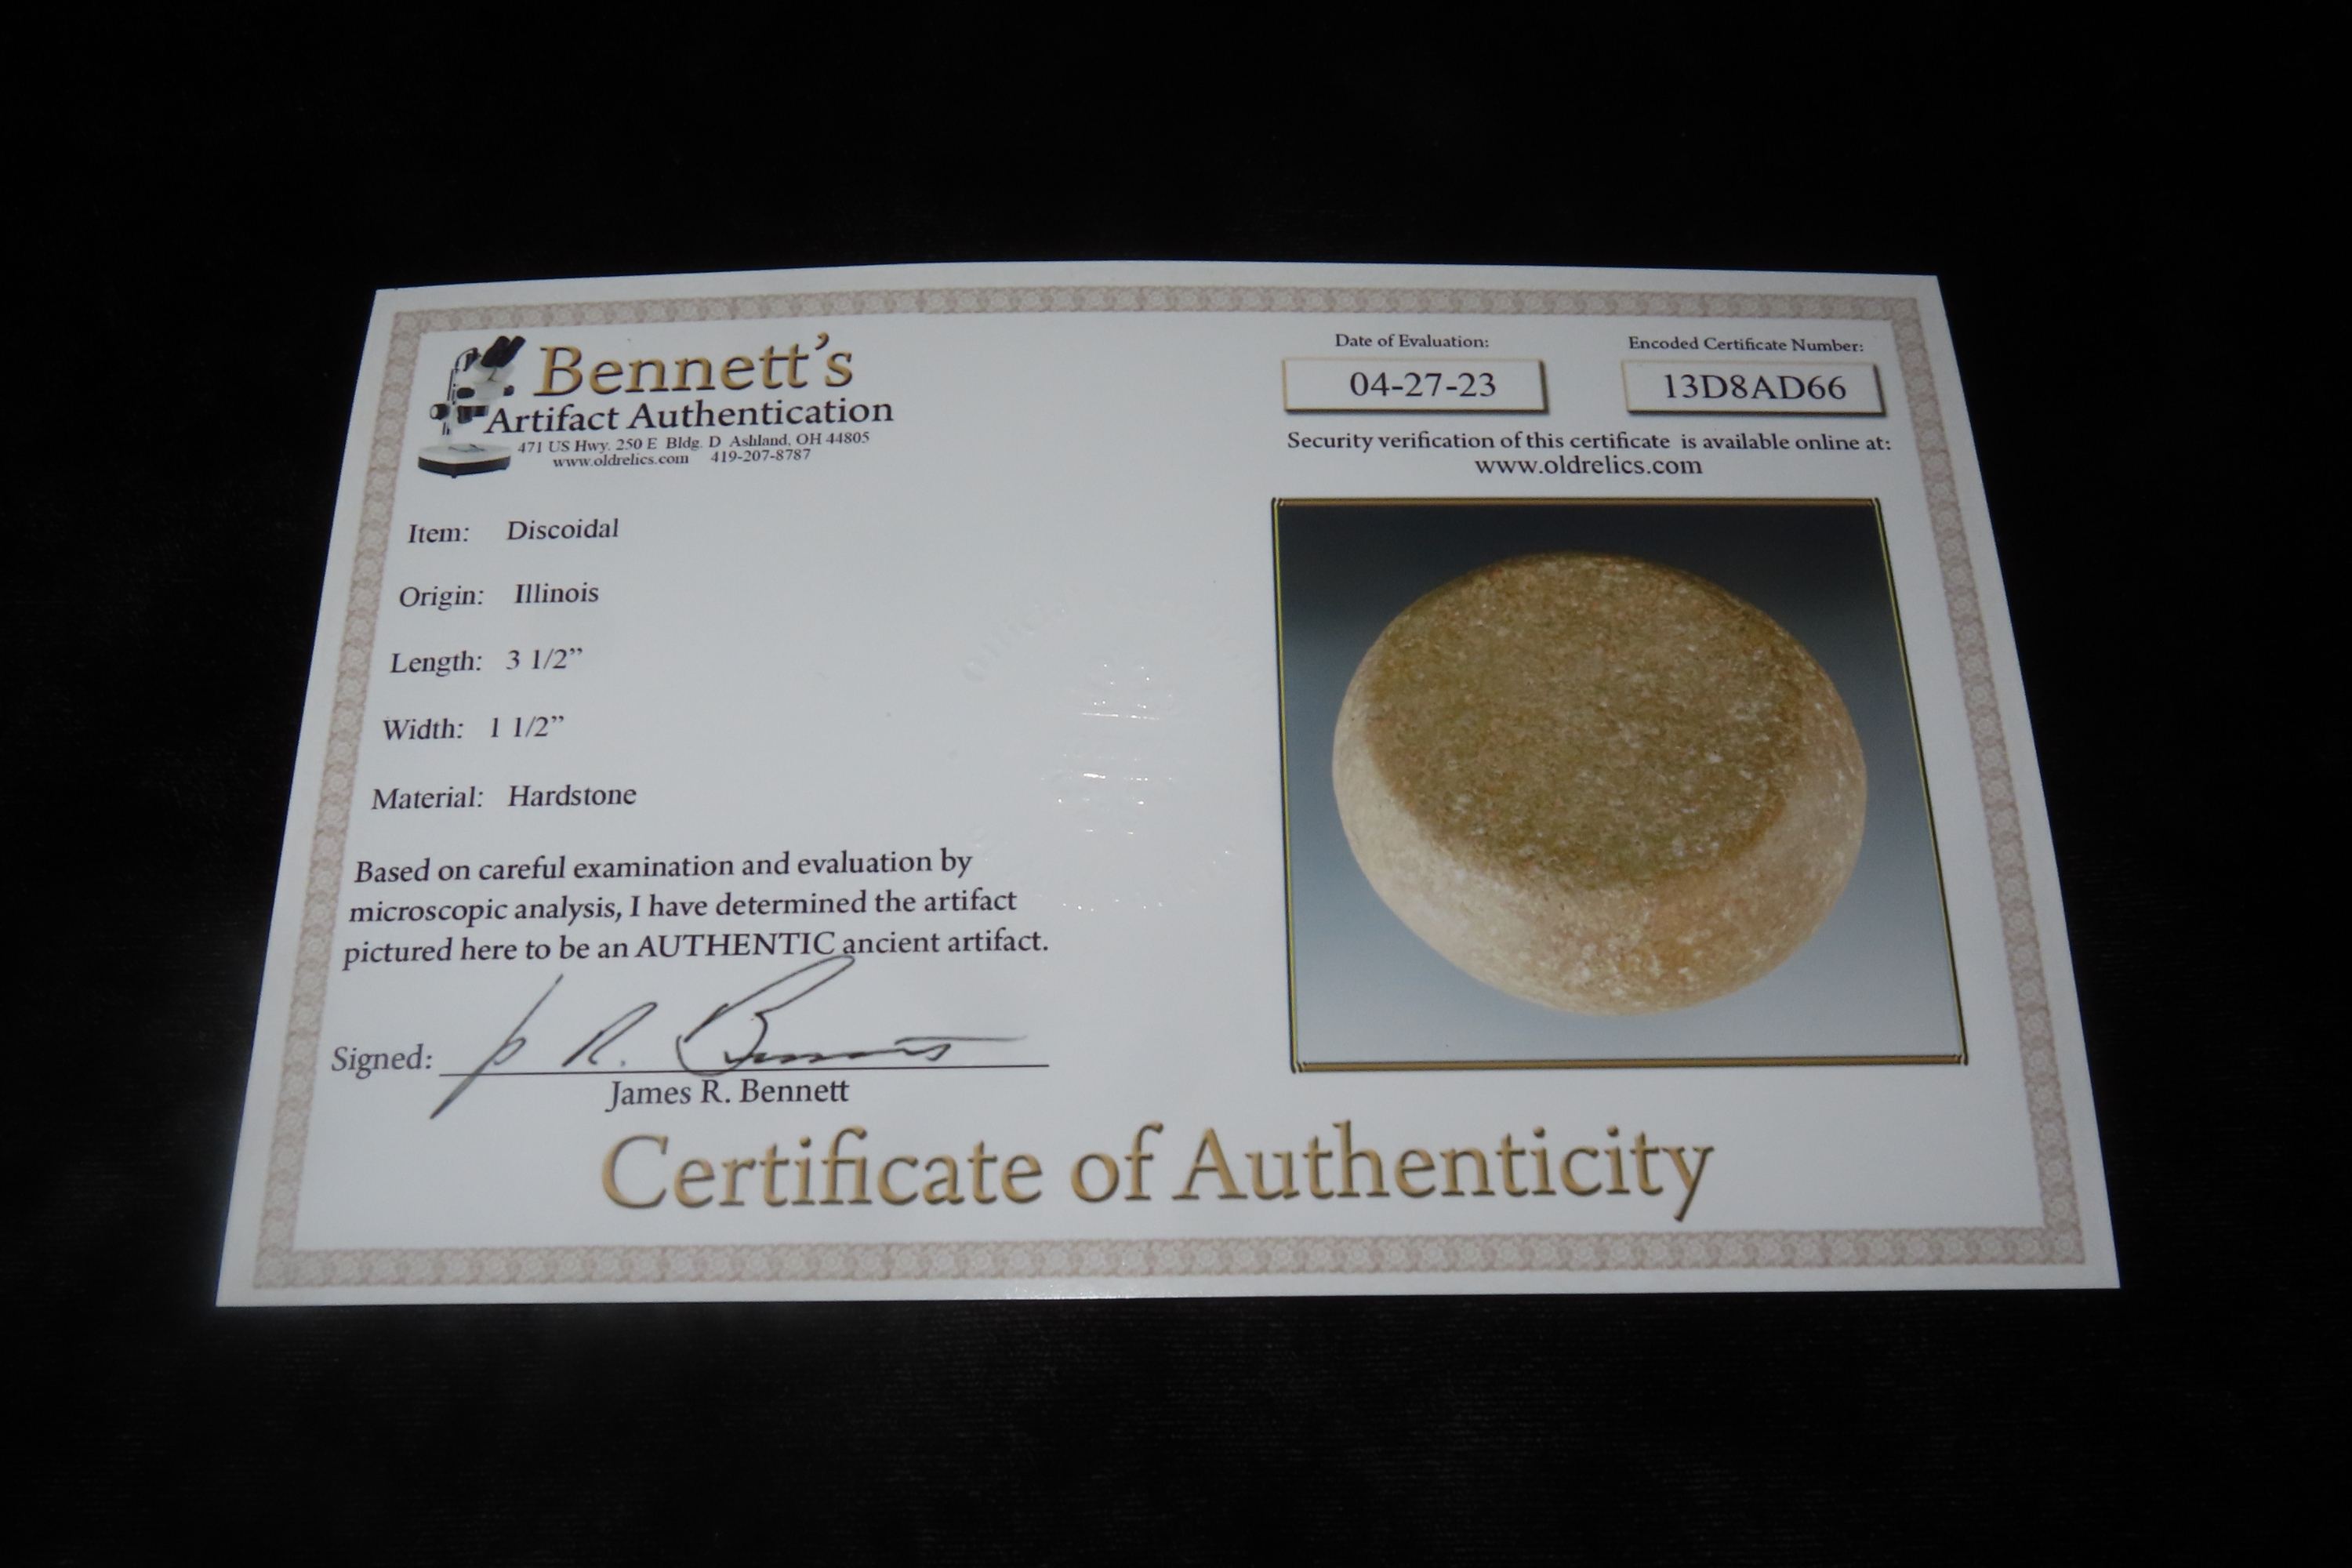 Bennett's
Artifact Authentication
471 US Hwy. 250 E Bldg. D Ashland, OH 44805
www.oldrelics.com 419-207-8787
Date of Evaluation:
04-27-23
Encoded Certificate Number:
13D8AD66
Security verification of this certificate is available online at:
www.oldrelics.com
Item: Discoidal
Origin: Illinois
Length: 3 1/2”
Width: 1 1/2”
Material: Hardstone
Based on careful examination and evaluation by
microscopic analysis, I have determined the artifact
pictured here to be an AUTHENTIC ancient artifact.
Signed:
James R. Bennett
Certificate of Authenticity